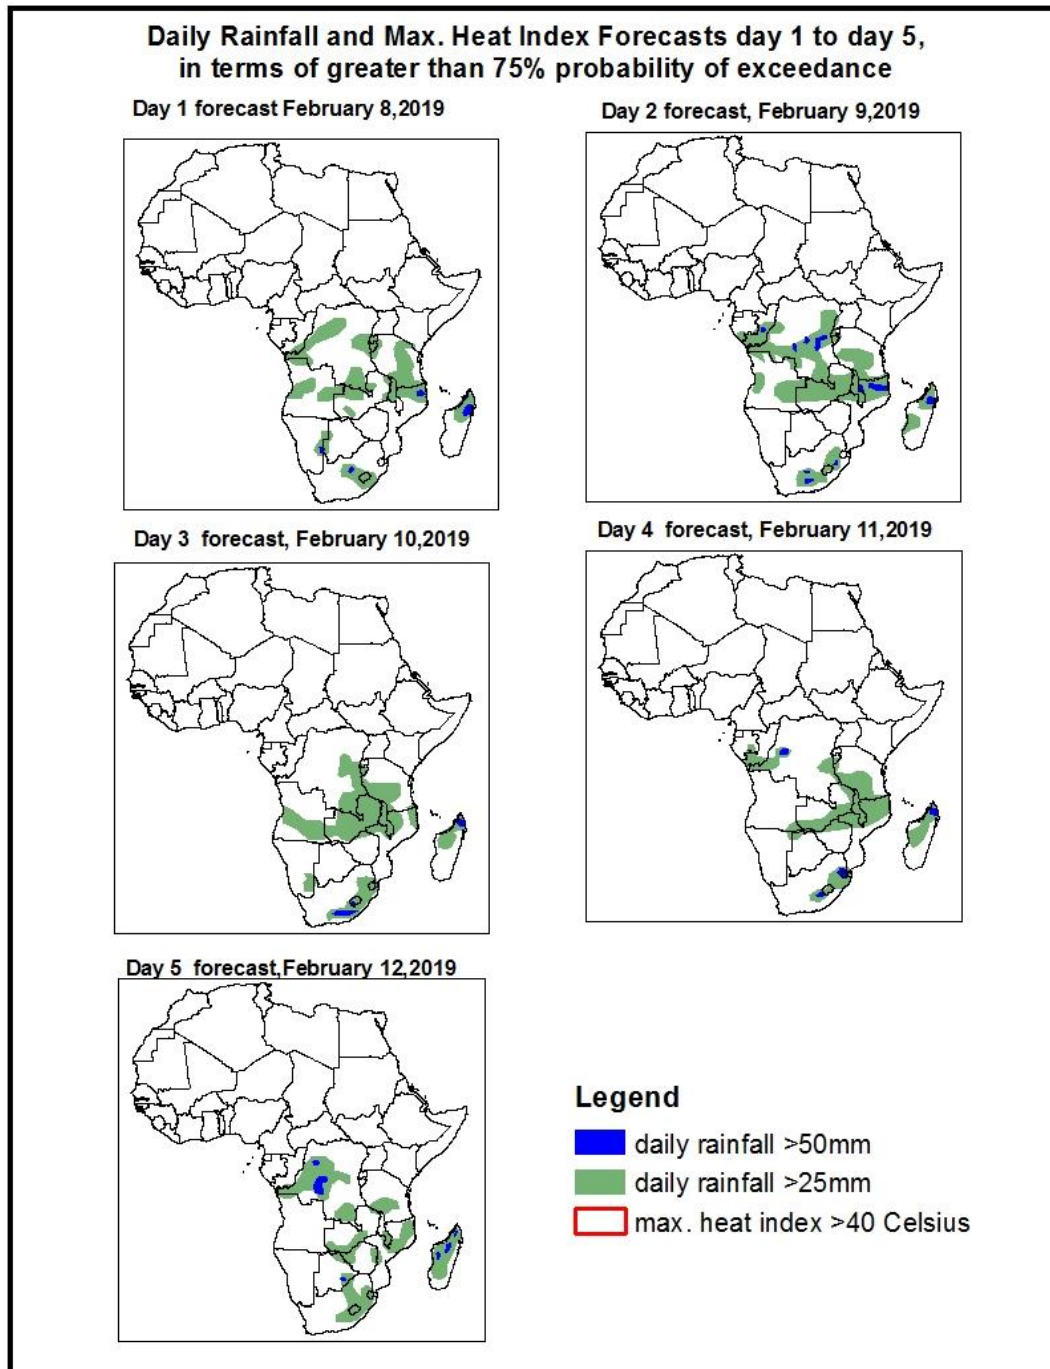 Daily Rainfall and Max. Heat Index Forecasts day 1 to day 5,
in terms of greater than 75% probability of exceedance
Day 1 forecast February 8,2019
Day 2 forecast, February 9,2019
Day 3 forecast, February 10,2019
Day 4 forecast, February 11,2019
Day 5 forecast,February 12,2019
Legend
daily rainfall >50mm
daily rainfall >25mm
max. heat index >40 Celsius